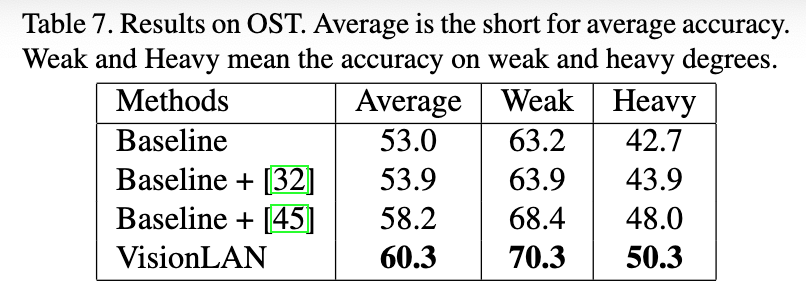 Table 7. Results on OST. Average is the short for average accuracy.
Weak and Heavy mean the accuracy on weak and heavy degrees.
Methods Average Weak Heavy
Baseline 53.0 63.2 42.7
Baseline + [32] 53.9 63.9 43.9
Baseline + [45] 58.2 68.4 48.0
VisionLAN 60.3 70.3 50.3